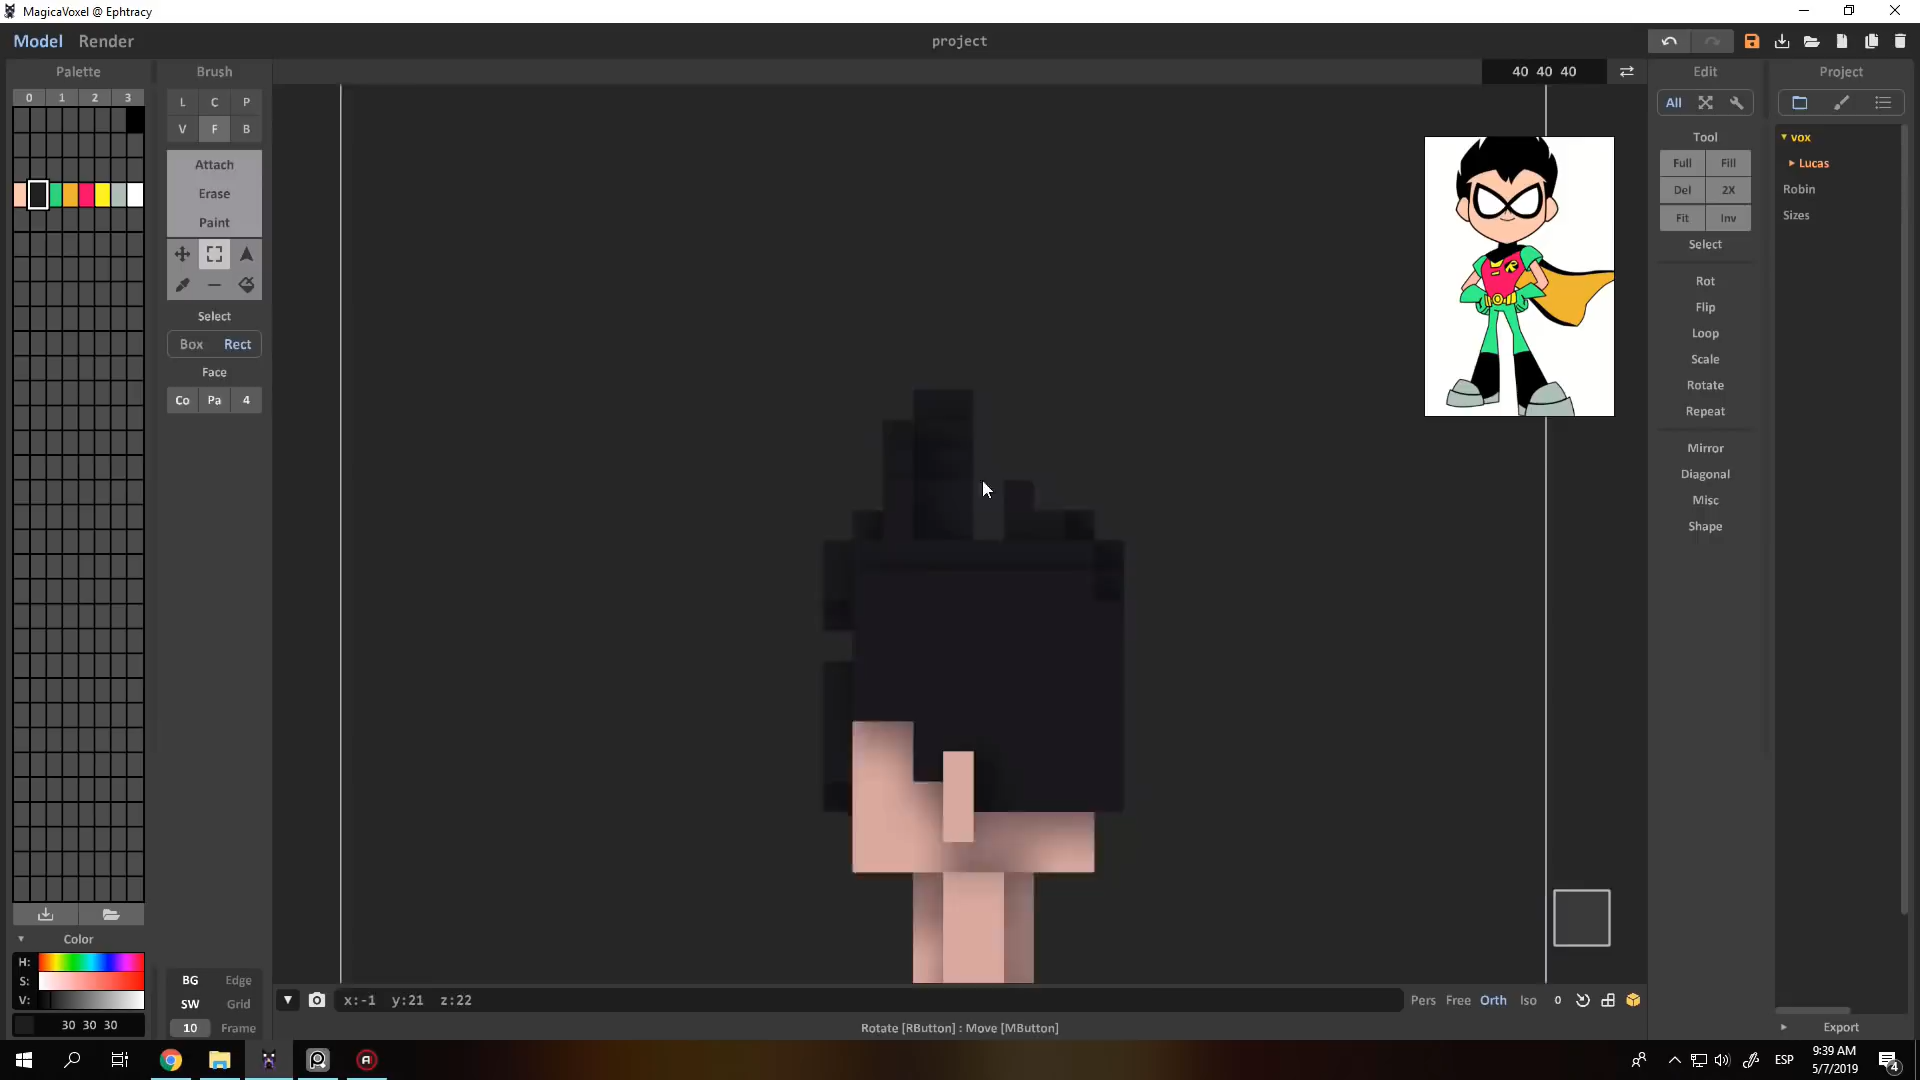 MagicaVoxel @ Ephtracy
Model Render
project
Palette
Brush
40 40 40
Edit
Project
0 1 2 3
L C P
V F B
All
Attach
Erase
Paint
Tool
Full Fill
Del 2X
Fit Inv
Select
vox
Lucas
Robin
Sizes
Rot
Flip
Loop
Scale
Rotate
Repeat
Mirror
Diagonal
Misc
Shape
Select
Box Rect
Face
Co Pa 4
R
Color
H:
S:
V:
30 30 30
BG Edge
SW Grid
10 Frame
x:-1 y:21 z:22
Pers Free Orth Iso 0
Rotate [RButton] : Move [MButton]
Export
ESP
9:39 AM
5/7/2019
4